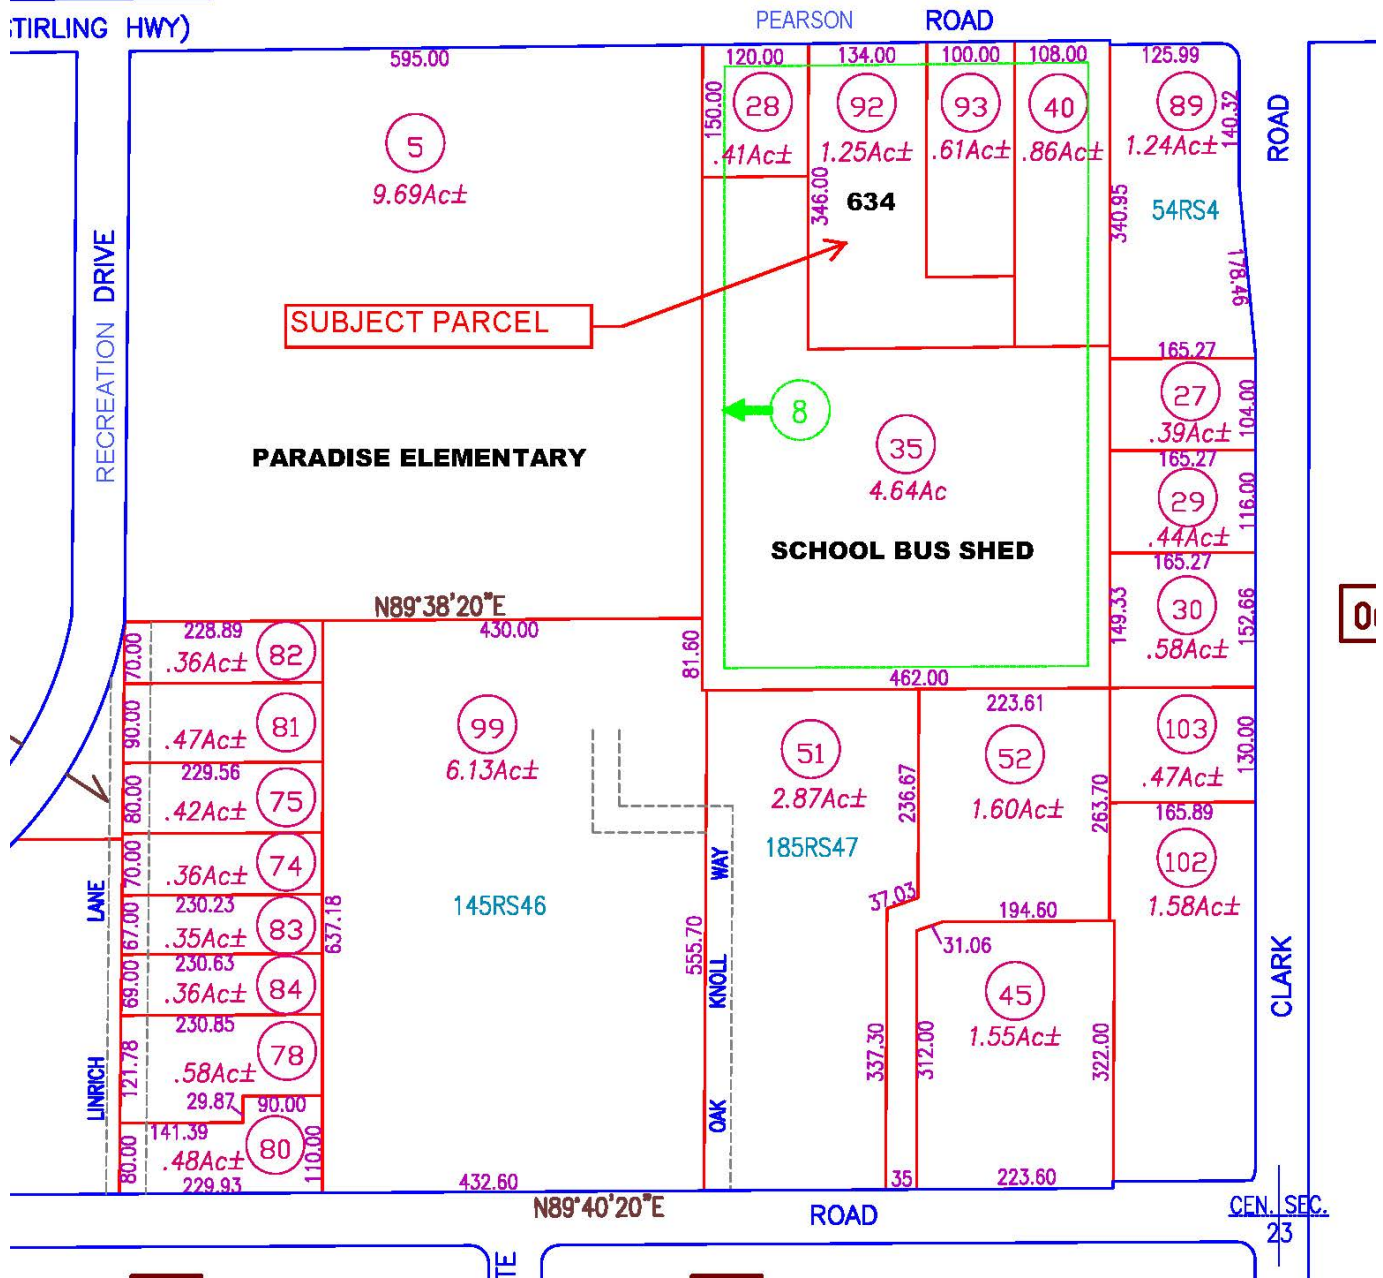 STIRLING HWY)
PEARSON ROAD
595.00
120.00
134.00
100.00
108.00
125.99
5
9.69Ac±
150.00
28
.41Ac±
92
1.25Ac±
93
.61Ac±
40
.86Ac±
89
1.24Ac±
140.32
ROAD
346.00
634
340.95
54RS4
178.46
RECREATION DRIVE
SUBJECT PARCEL
165.27
27
.39Ac±
104.00
8
35
4.64Ac
PARADISE ELEMENTARY
165.27
29
.44Ac±
116.00
SCHOOL BUS SHED
165.27
30
.58Ac±
152.66
149.33
N89°38'20"E
228.89
430.00
81.60
462.00
70.00
.36Ac±
82
223.61
90.00
.47Ac±
81
99
6.13Ac±
51
2.87Ac±
236.67
52
1.60Ac±
263.70
103
.47Ac±
130.00
229.56
80.00
.42Ac±
75
165.89
102
1.58Ac±
185RS47
70.00
.36Ac±
74
145RS46
637.18
37.03
194.60
31.06
230.23
67.00
.35Ac±
83
555.70
230.63
69.00
.36Ac±
84
45
1.55Ac±
CLARK
230.85
121.78
.58Ac±
78
337.30
312.00
322.00
LINRICH LANE
OAK KNOLL WAY
29.87
90.00
141.39
80.00
.48Ac±
80
110.00
229.93
432.60
35
223.60
N89°40'20"E
ROAD
CEN. SEC.
23
TE